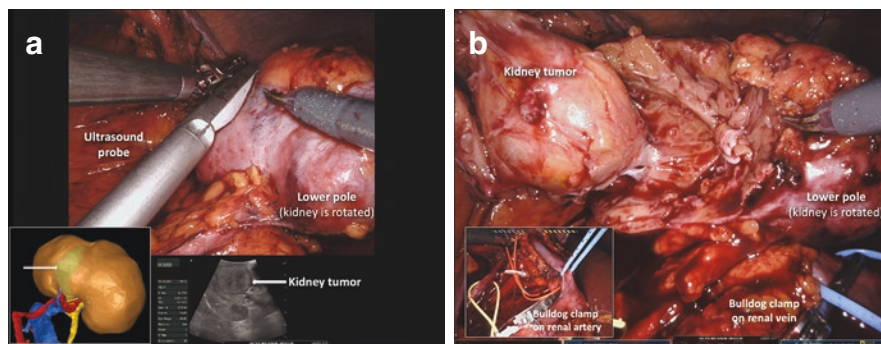 a
Ultrasound
probe
Lower pole
(kidney is rotated)
Kidney tumor
b
Kidney tumor
Lower pole
(kidney is rotated)
Bulldog clamp
on renal artery
Bulldog clamp
on renal vein